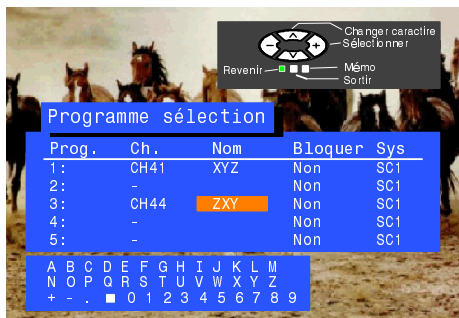 Changer caractire
Sélectionner
Revenir
Mémo
Sortir
Programme sélection
Prog. Ch. Nom Bloquer Sys
1: CH41 XYZ Non SC1
2: - Non SC1
3: CH44 ZXY Non SC1
4: - Non SC1
5: - Non SC1
A B C D E F G H I J K L M
N O P Q R S T U V W X Y Z
+ - . ■ 0 1 2 3 4 5 6 7 8 9